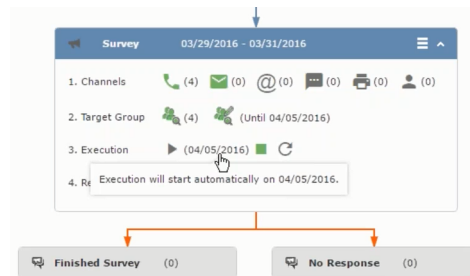 Survey 03/29/2016 - 03/31/2016
1. Channels (4) (0) @ (0) (0) (0) (0)
2. Target Group (4) (Until 04/05/2016)
3. Execution (04/05/2016)
Execution will start automatically on 04/05/2016.
4. Re
Finished Survey (0) No Response (0)